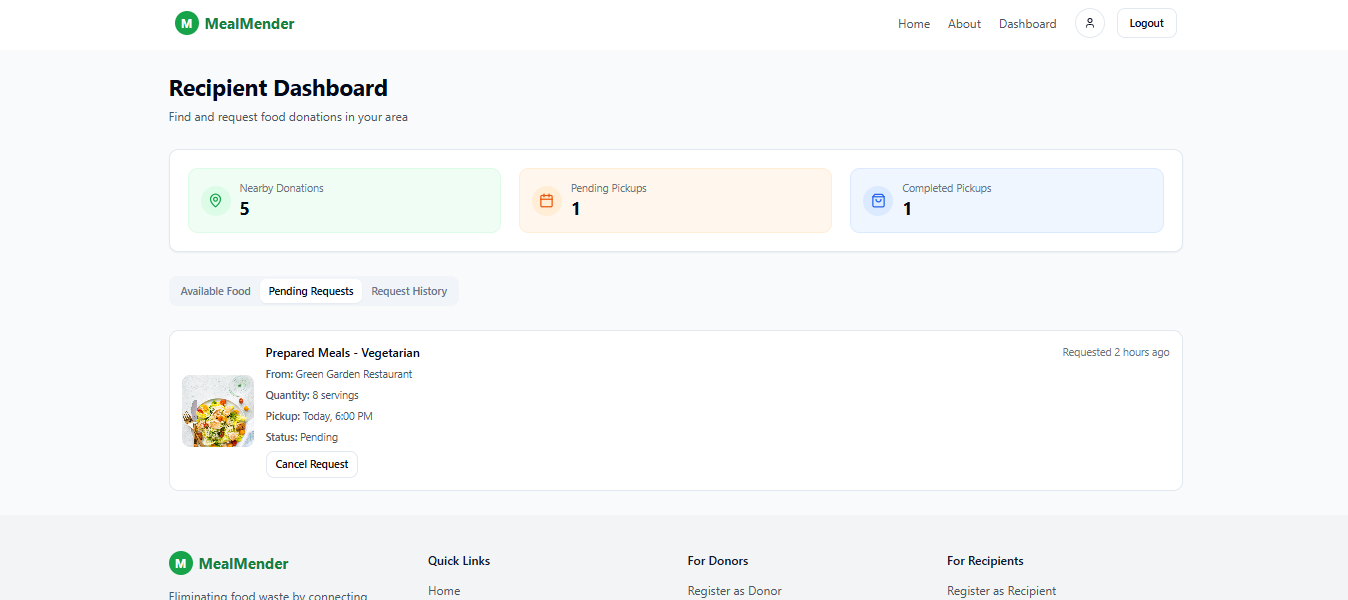 M MealMender
Home About Dashboard Logout
Recipient Dashboard
Find and request food donations in your area
Nearby Donations
5
Pending Pickups
1
Completed Pickups
1
Available Food Pending Requests Request History
Prepared Meals - Vegetarian
Requested 2 hours ago
From: Green Garden Restaurant
Quantity: 8 servings
Pickup: Today, 6:00 PM
Status: Pending
Cancel Request
M MealMender
Eliminating food waste by connecting
Quick Links
Home
For Donors
Register as Donor
For Recipients
Register as Recipient